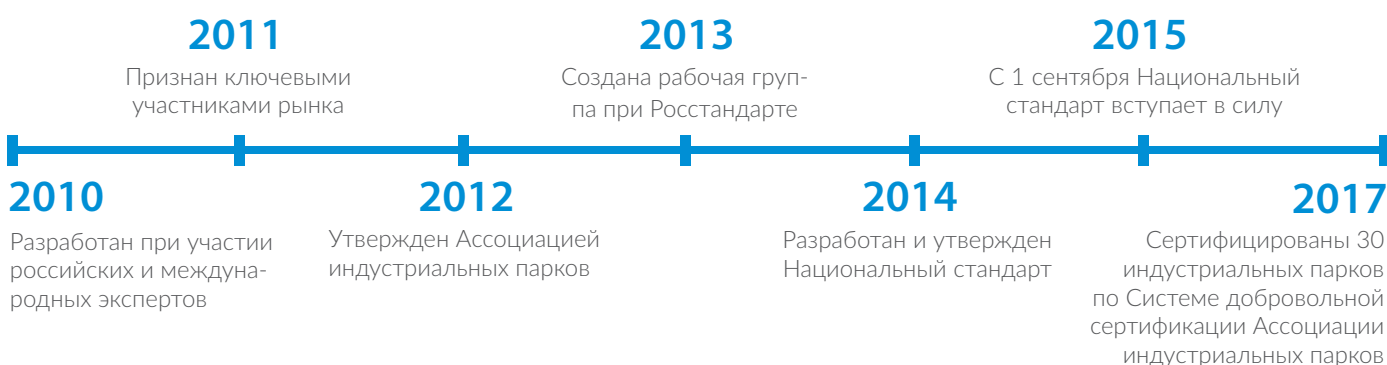 2011
Признан ключевыми
участниками рынка
2013
Создана рабочая груп-
па при Росстандарте
2015
С 1 сентября Национальный
стандарт вступает в силу
2010
Разработан при участии
российских и междуна-
родных экспертов
2012
Утвержден Ассоциацией
индустриальных парков
2014
Разработан и утвержден
Национальный стандарт
2017
Сертифицированы 30
индустриальных парков
по Системе добровольной
сертификации Ассоциации
индустриальных парков